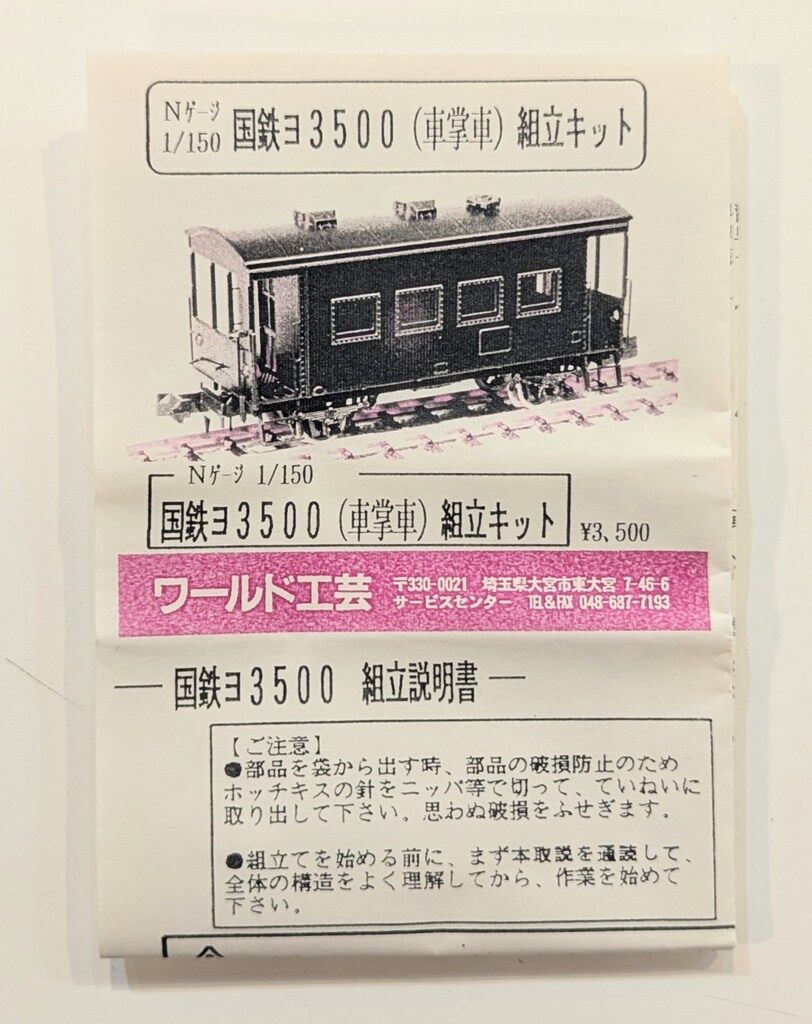 Nゲージ
1/150
国鉄ヨ3500（車掌車）組立キット
Nゲージ 1/150
国鉄ヨ3500（車掌車）組立キット
¥3,500
ワールド工芸
〒330-0021 埼玉県大宮市東大宮 7-46-6
サービスセンター TEL&FAX 048-687-7193
国鉄ヨ3500 組立説明書
【ご注意】
●部品を袋から出す時、部品の破損防止のため
ホッチキスの針をニッパ等で切って、ていねいに
取り出して下さい。思わぬ破損をふせぎます。
●組立てを始める前に、まず本取説を通読して、
全体の構造をよく理解してから、作業を始めて
下さい。